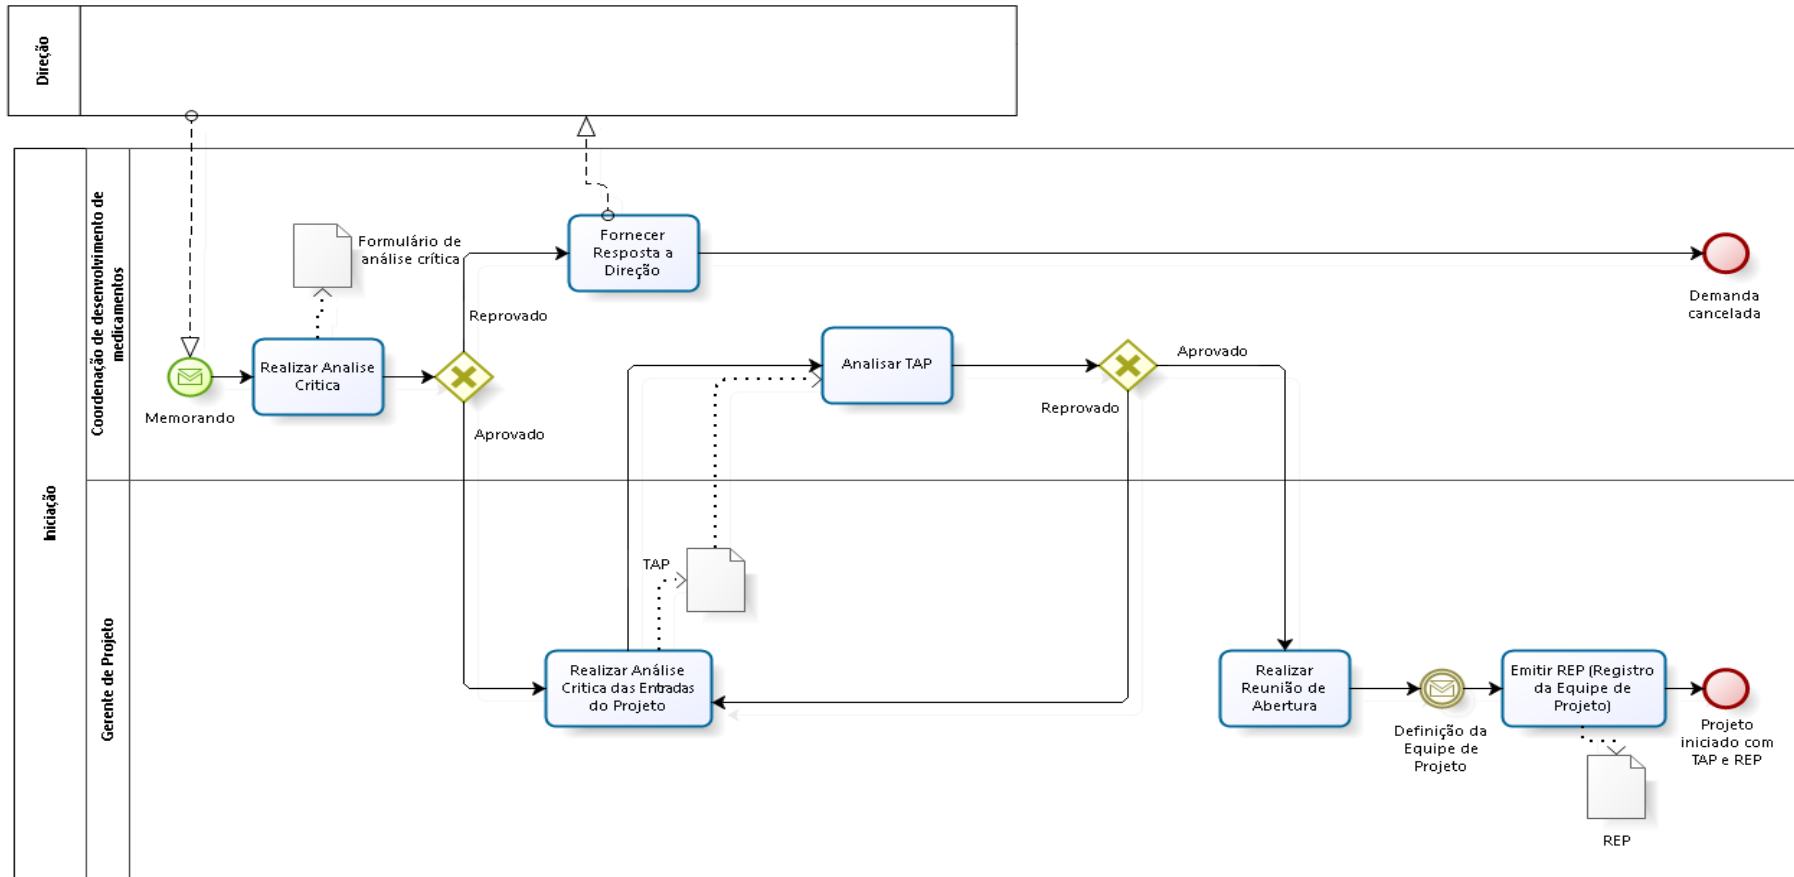 Direção
Iniciação
Coordenação de desenvolvimento de
medicamentos
Gerente de Projeto
Memorando
Realizar Analise
Critica
Formulário de
análise crítica
Reprovado
Aprovado
Fornecer
Resposta a
Direção
Demanda
cancelada
Analisar TAP
Aprovado
Reprovado
TAP
Realizar Análise
Critica das Entradas
do Projeto
Realizar
Reunião de
Abertura
Definição da
Equipe de
Projeto
Emitir REP (Registro
da Equipe de
Projeto)
REP
Projeto
iniciado com
TAP e REP